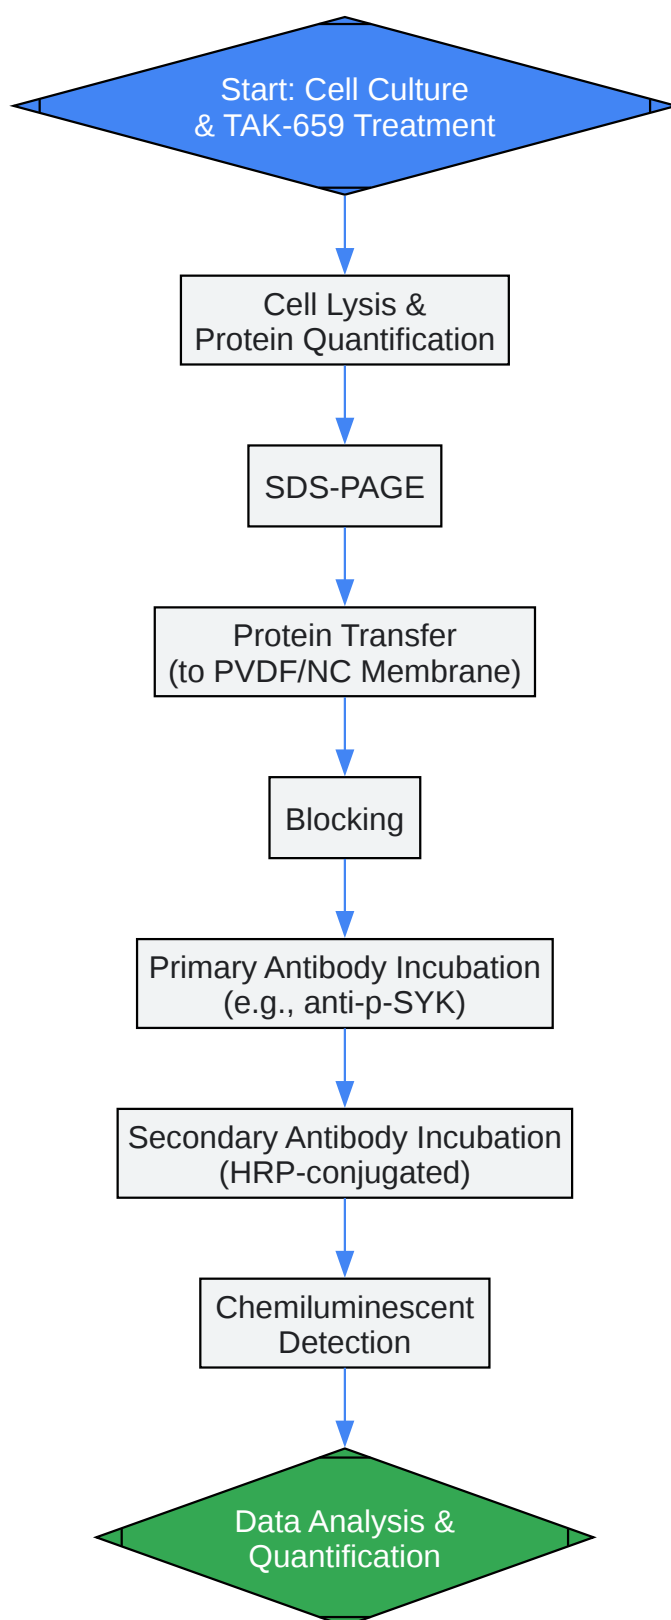 Start: Cell Culture
& TAK-659 Treatment
Cell Lysis &
Protein Quantification
SDS-PAGE
Protein Transfer
(to PVDF/NC Membrane)
Blocking
Primary Antibody Incubation
(e.g., anti-p-SYK)
Secondary Antibody Incubation
(HRP-conjugated)
Chemiluminescent
Detection
Data Analysis &
Quantification